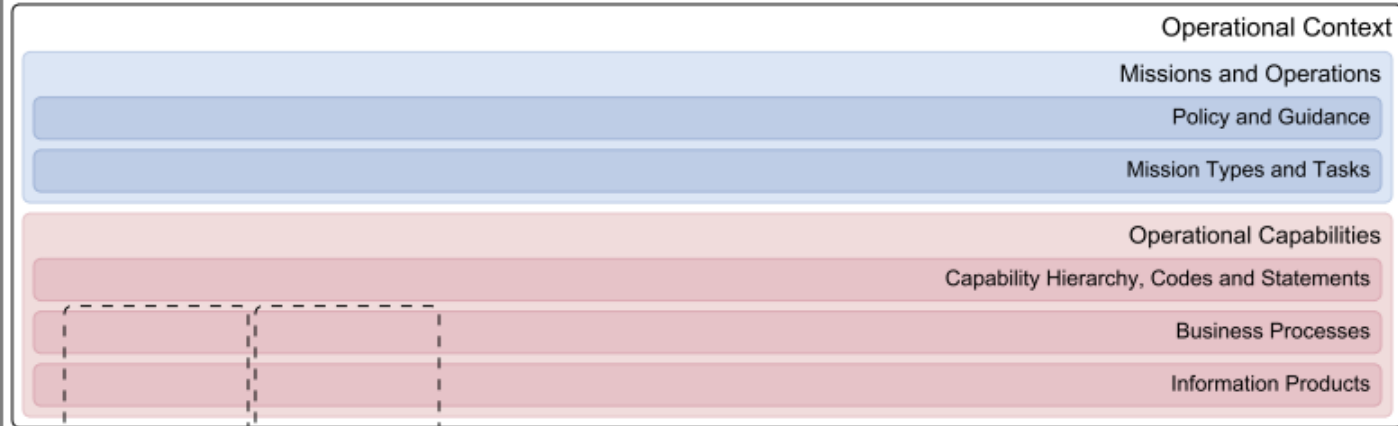 Operational Context
Missions and Operations
Policy and Guidance
Mission Types and Tasks
Operational Capabilities
Capability Hierarchy, Codes and Statements
Business Processes
Information Products